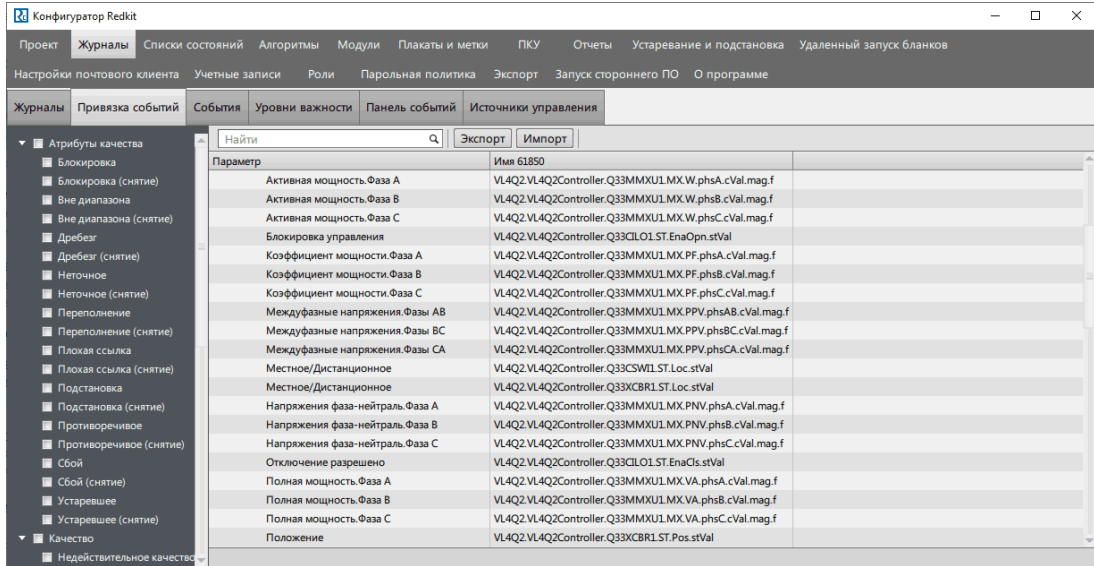 Конфигуратор Redkit
Проект Журналы Списки состояний Алгоритмы Модули Плакаты и метки ПКУ Отчеты Устаревание и подстановка Удаленный запуск бланков
Настройки почтового клиента Учетные записи Роли Парольная политика Экспорт Запуск стороннего ПО О программе
Журналы Привязка событий События Уровни важности Панель событий Источники управления
Найти Экспорт Импорт
Атрибуты качества
Блокировка
Блокировка (снятие)
Вне диапазона
Вне диапазона (снятие)
Дребезг
Дребезг (снятие)
Неточное
Неточное (снятие)
Переполнение
Переполнение (снятие)
Плохая ссылка
Плохая ссылка (снятие)
Подстановка
Подстановка (снятие)
Противоречивое
Противоречивое (снятие)
Сбой
Сбой (снятие)
Устаревшее
Устаревшее (снятие)
Качество
Недействительное качество
Параметр Имя 61850
Активная мощность.Фаза A VL4Q2.VL4Q2Controller.Q33MMXU1.MX.W.phsA.cVal.mag.f
Активная мощность.Фаза B VL4Q2.VL4Q2Controller.Q33MMXU1.MX.W.phsB.cVal.mag.f
Активная мощность.Фаза C VL4Q2.VL4Q2Controller.Q33MMXU1.MX.W.phsC.cVal.mag.f
Блокировка управления VL4Q2.VL4Q2Controller.Q33CILO1.ST.EnaOpn.stVal
Коэффициент мощности.Фаза A VL4Q2.VL4Q2Controller.Q33MMXU1.MX.PF.phsA.cVal.mag.f
Коэффициент мощности.Фаза B VL4Q2.VL4Q2Controller.Q33MMXU1.MX.PF.phsB.cVal.mag.f
Коэффициент мощности.Фаза C VL4Q2.VL4Q2Controller.Q33MMXU1.MX.PF.phsC.cVal.mag.f
Междуфазные напряжения.Фазы AB VL4Q2.VL4Q2Controller.Q33MMXU1.MX.PPV.phsAB.cVal.mag.f
Междуфазные напряжения.Фазы BC VL4Q2.VL4Q2Controller.Q33MMXU1.MX.PPV.phsBC.cVal.mag.f
Междуфазные напряжения.Фазы CA VL4Q2.VL4Q2Controller.Q33MMXU1.MX.PPV.phsCA.cVal.mag.f
Местное/Дистанционное VL4Q2.VL4Q2Controller.Q33CSWI1.ST.Loc.stVal
Местное/Дистанционное VL4Q2.VL4Q2Controller.Q33XCBR1.ST.Loc.stVal
Напряжения фаза-нейтраль.Фаза A VL4Q2.VL4Q2Controller.Q33MMXU1.MX.PNV.phsA.cVal.mag.f
Напряжения фаза-нейтраль.Фаза B VL4Q2.VL4Q2Controller.Q33MMXU1.MX.PNV.phsB.cVal.mag.f
Напряжения фаза-нейтраль.Фаза C VL4Q2.VL4Q2Controller.Q33MMXU1.MX.PNV.phsC.cVal.mag.f
Отключение разрешено VL4Q2.VL4Q2Controller.Q33CILO1.ST.EnaCls.stVal
Полная мощность.Фаза A VL4Q2.VL4Q2Controller.Q33MMXU1.MX.VA.phsA.cVal.mag.f
Полная мощность.Фаза B VL4Q2.VL4Q2Controller.Q33MMXU1.MX.VA.phsB.cVal.mag.f
Полная мощность.Фаза C VL4Q2.VL4Q2Controller.Q33MMXU1.MX.VA.phsC.cVal.mag.f
Положение VL4Q2.VL4Q2Controller.Q33XCBR1.ST.Pos.stVal